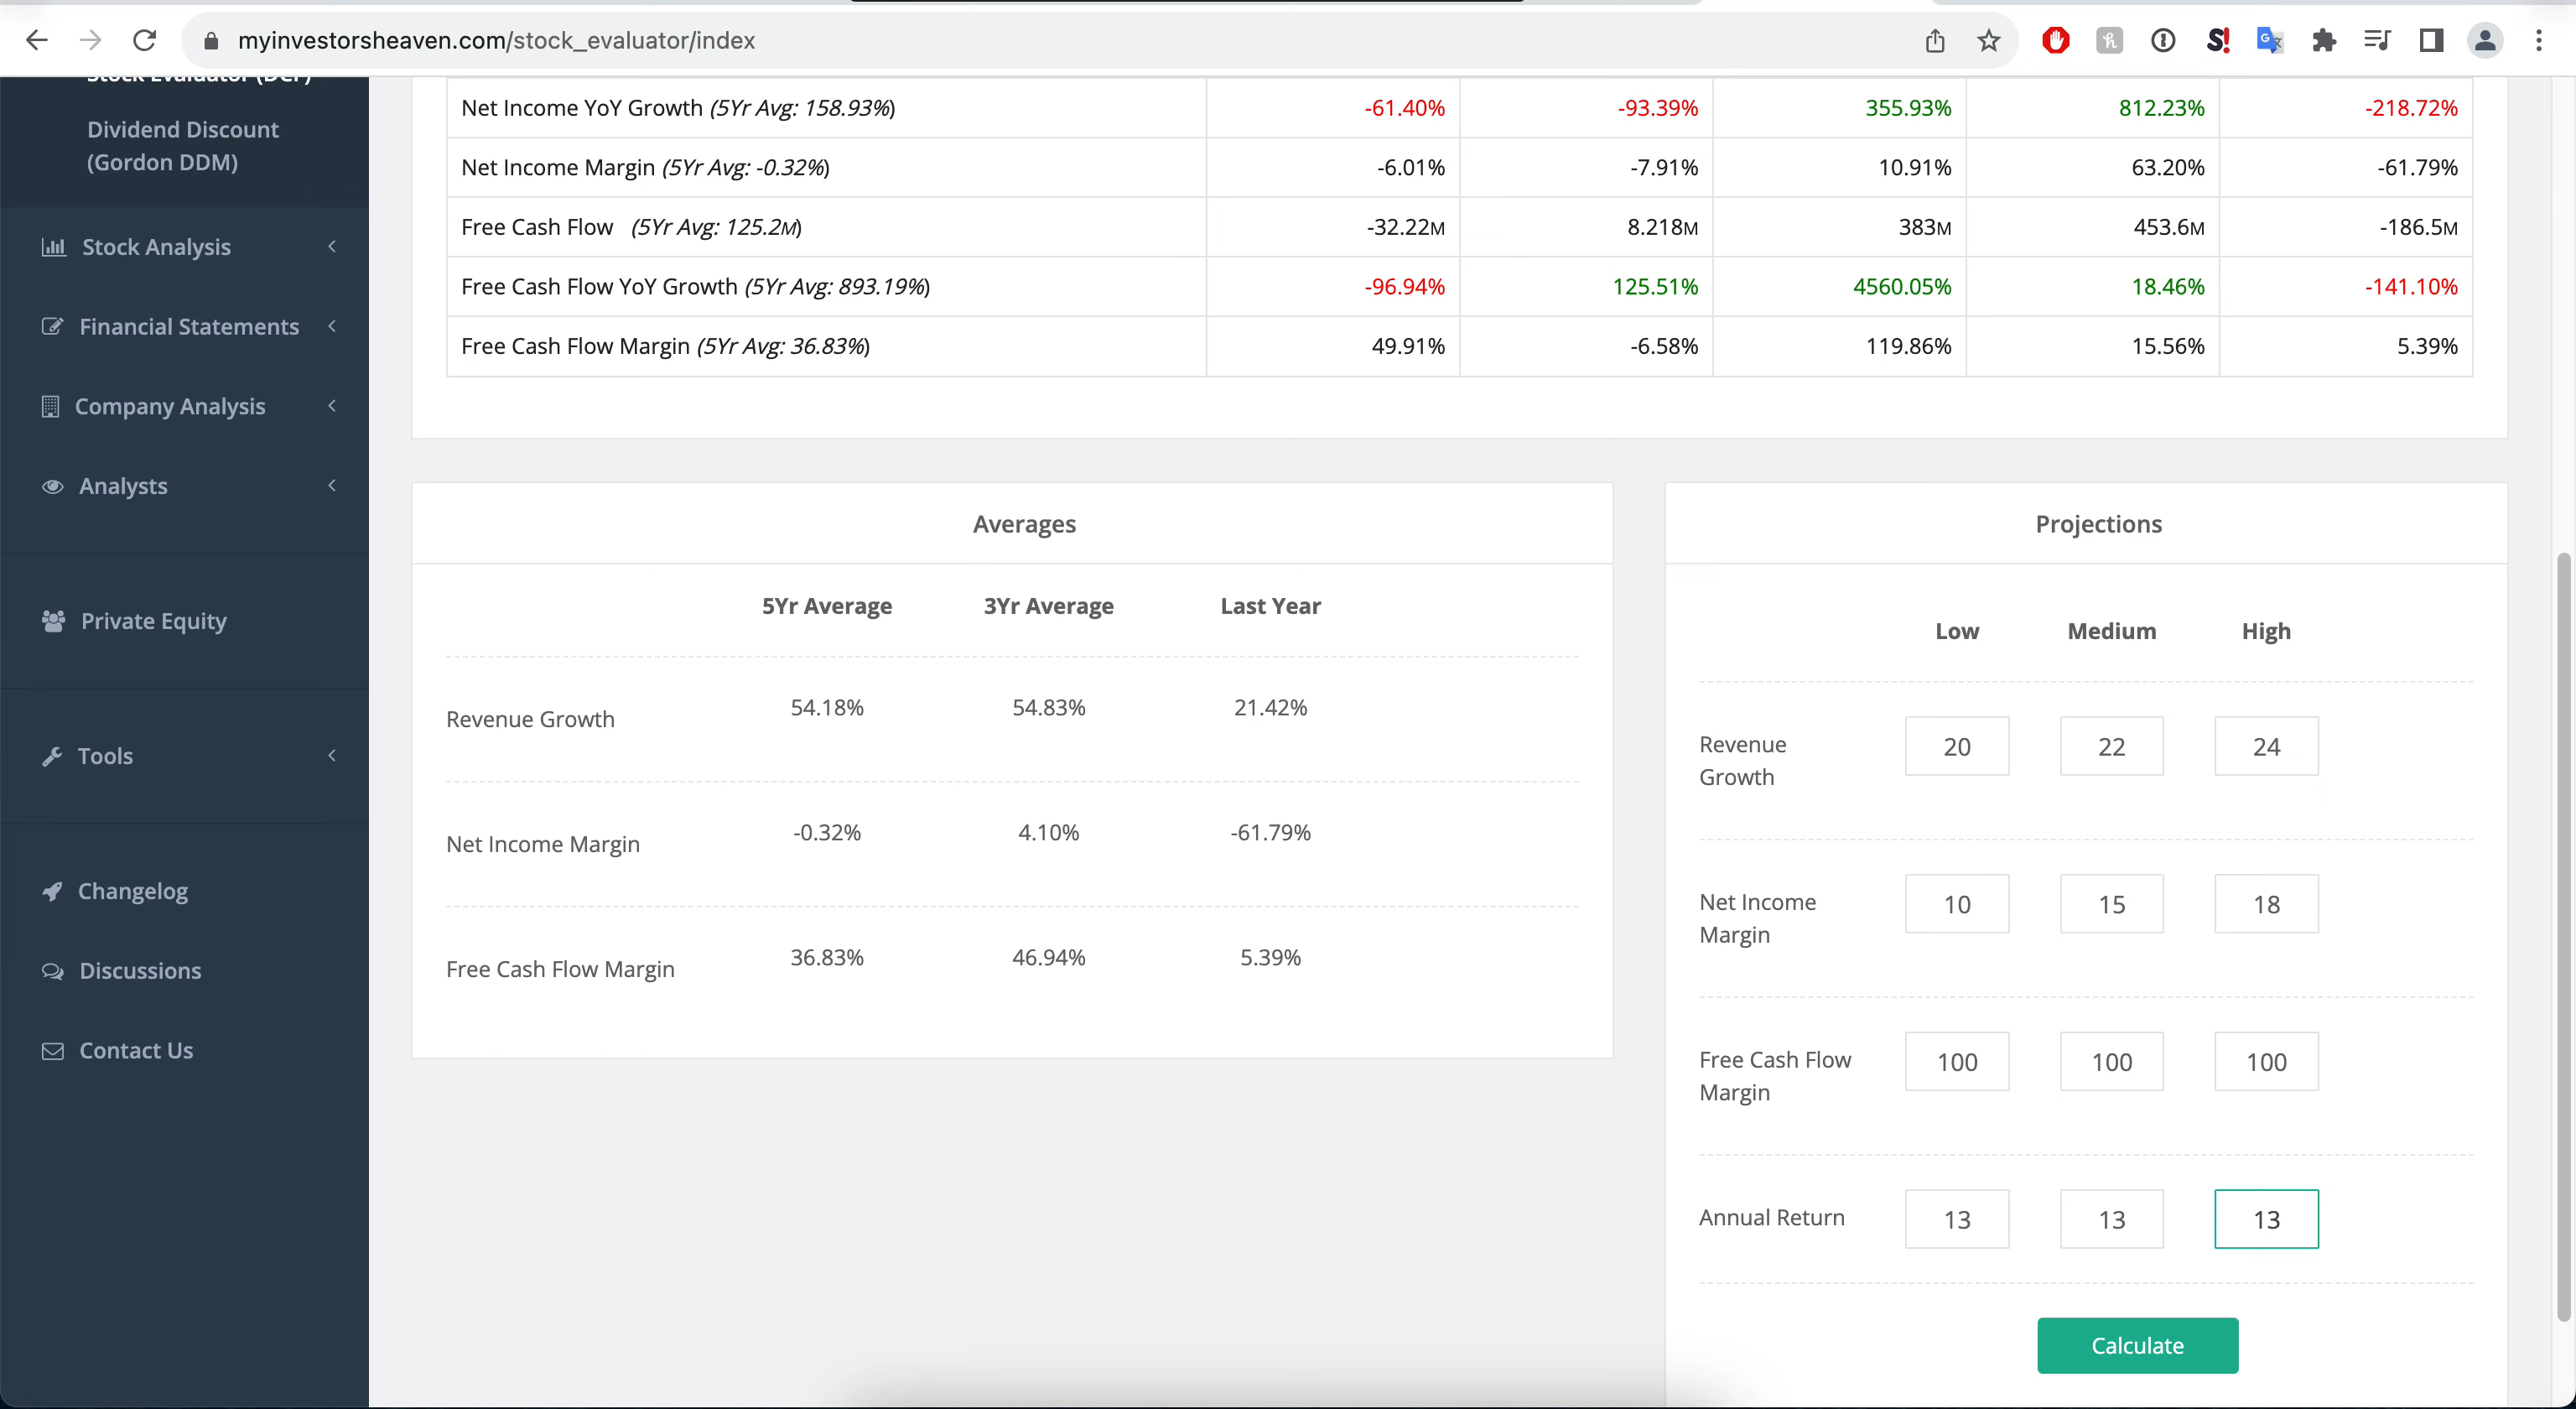 myinvestorsheaven.com/stock_evaluator/index
Stock Evaluator (DCF)
Dividend Discount
(Gordon DDM)
Stock Analysis
Financial Statements
Company Analysis
Analysts
Private Equity
Tools
Changelog
Discussions
Contact Us
Net Income YoY Growth (5Yr Avg: 158.93%) -61.40% -93.39% 355.93% 812.23% -218.72%
Net Income Margin (5Yr Avg: -0.32%) -6.01% -7.91% 10.91% 63.20% -61.79%
Free Cash Flow (5Yr Avg: 125.2M) -32.22M 8.218M 383M 453.6M -186.5M
Free Cash Flow YoY Growth (5Yr Avg: 893.19%) -96.94% 125.51% 4560.05% 18.46% -141.10%
Free Cash Flow Margin (5Yr Avg: 36.83%) 49.91% -6.58% 119.86% 15.56% 5.39%
Averages
5Yr Average 3Yr Average Last Year
Revenue Growth 54.18% 54.83% 21.42%
Net Income Margin -0.32% 4.10% -61.79%
Free Cash Flow Margin 36.83% 46.94% 5.39%
Projections
Low Medium High
Revenue
Growth 20 22 24
Net Income
Margin 10 15 18
Free Cash Flow
Margin 100 100 100
Annual Return 13 13 13
Calculate